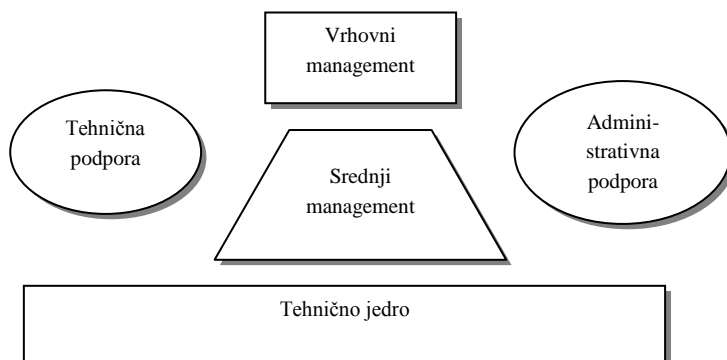 Vrhovni
management
Tehnična
podpora
Admini-
strativna
podpora
Srednji
management
Tehnično jedro